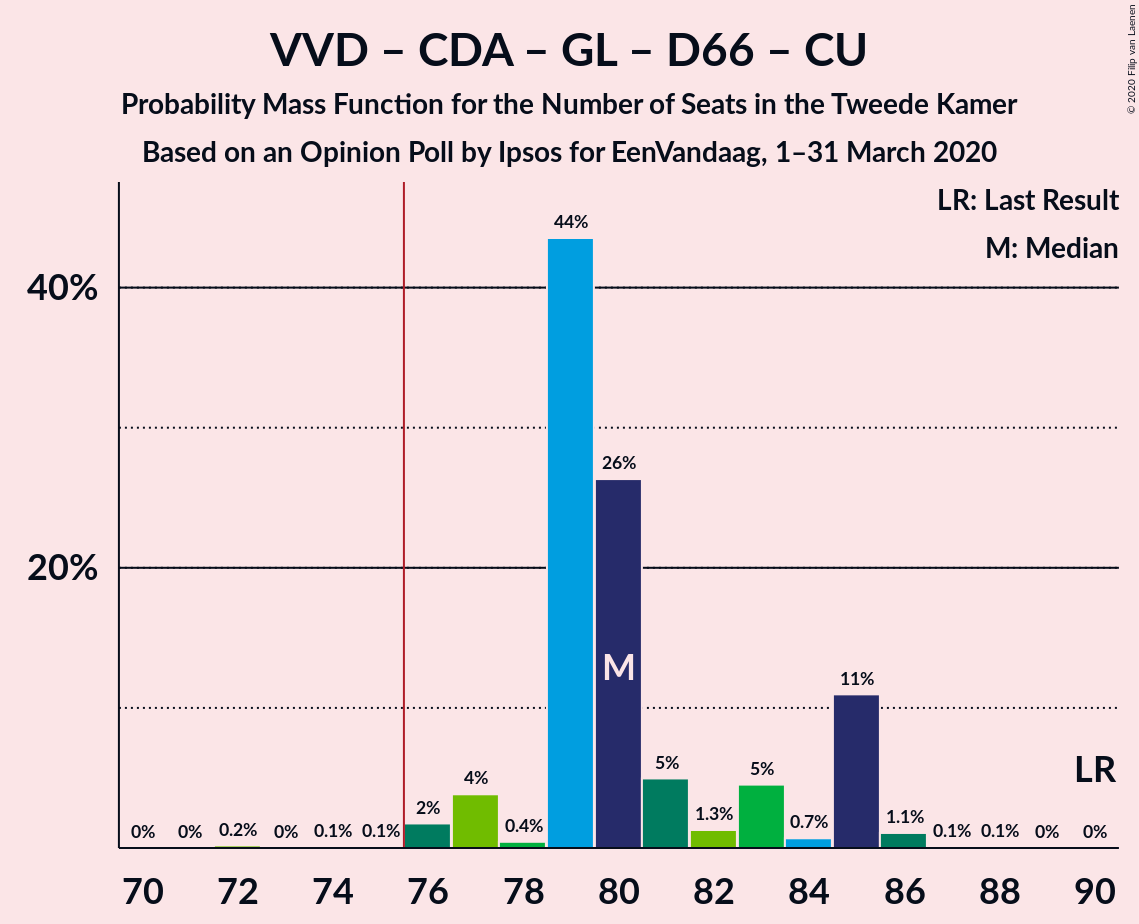 VVD – CDA – GL – D66 – CU
Probability Mass Function for the Number of Seats in the Tweede Kamer
Based on an Opinion Poll by Ipsos for EenVandaag, 1–31 March 2020
© 2020 Filip van Laenen
LR: Last Result
M: Median
40%
20%
0%
0%
0.2%
0%
0.1%
0.1%
2%
4%
0.4%
44%
26%
5%
1.3%
5%
0.7%
11%
1.1%
0.1%
0.1%
0%
0%
M
LR
70 72 74 76 78 80 82 84 86 88 90